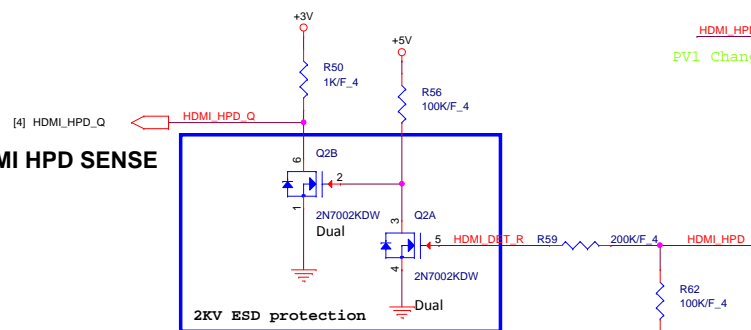 +3V
HDMI_HPD
+5V
PV1 Chang
R50
1K/F_4
R56
100K/F_4
[4] HDMI_HPD_Q
HDMI_HPD_Q
MI HPD SENSE
6
Q2B
2
1
2N7002KDW
Dual
3
Q2A
5
HDMI_DET_R
R59
200K/F_4
HDMI_HPD
4
2N7002KDW
Dual
R62
100K/F_4
2KV ESD protection